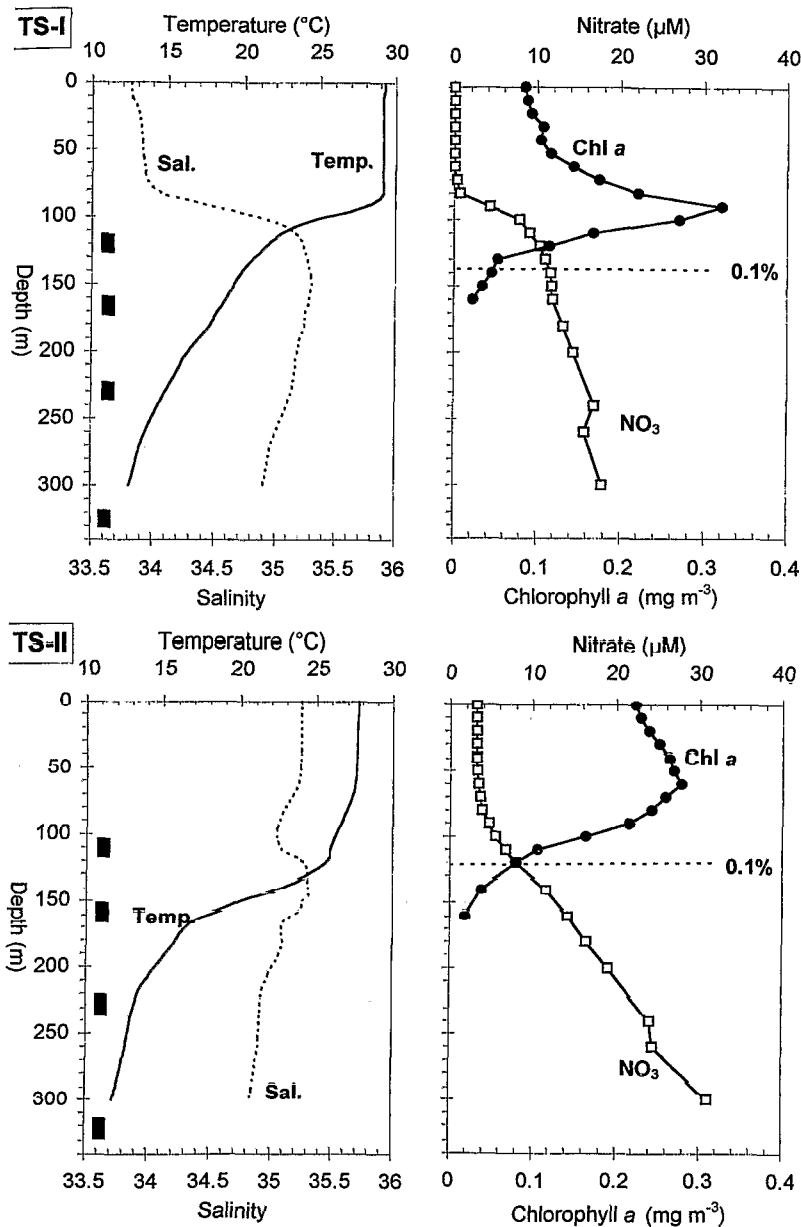 TS-I
Temperature (°C)
10 15 20 25 30
Nitrate (µM)
0 10 20 30 40
0
50
100
150
200
250
300
Depth (m)
Sal.
Temp.
Chl a
0.1%
NO₃
33.5 34 34.5 35 35.5 36
Salinity
0 0.1 0.2 0.3 0.4
Chlorophyll a (mg m⁻³)
TS-II
Temperature (°C)
10 15 20 25 30
Nitrate (µM)
0 10 20 30 40
0
50
100
150
200
250
300
Depth (m)
Temp.
Sal.
Chl a
0.1%
NO₃
33.5 34 34.5 35 35.5 36
Salinity
0 0.1 0.2 0.3 0.4
Chlorophyll a (mg m⁻³)